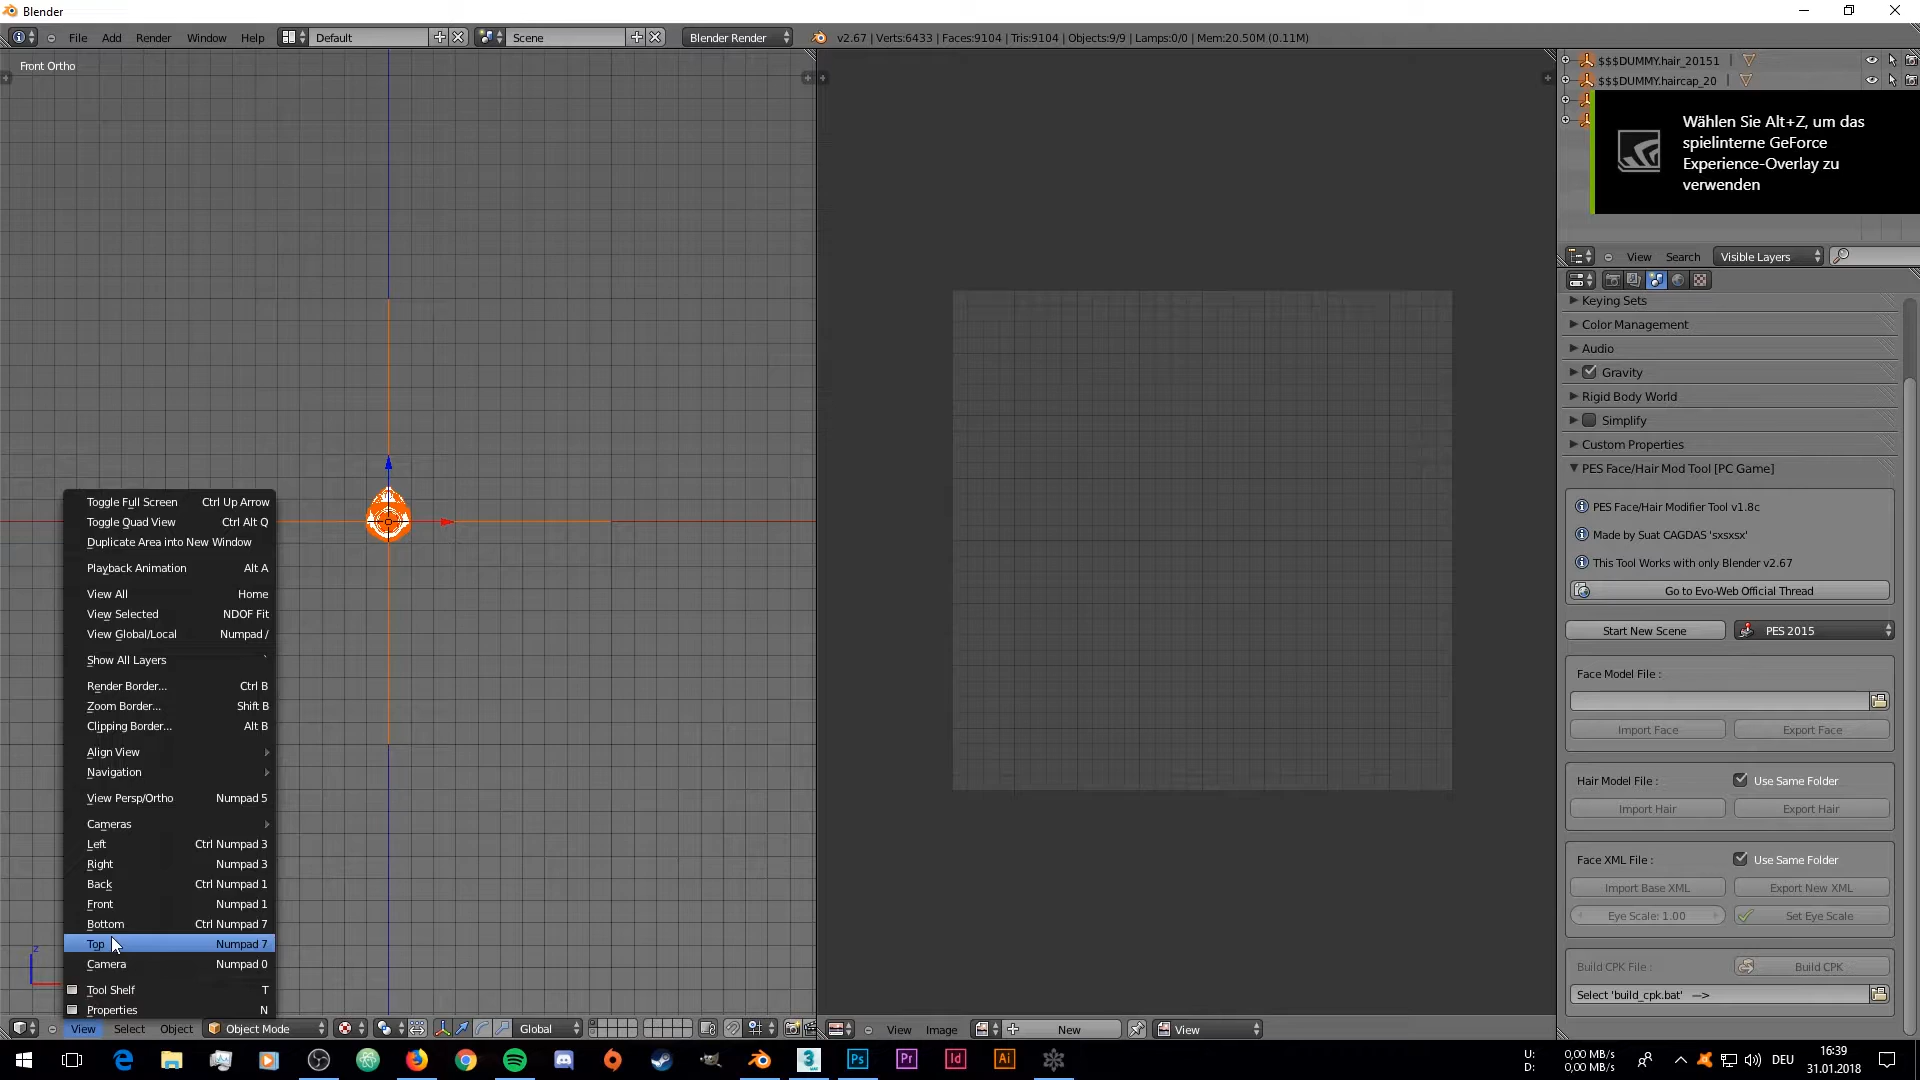 Blender
File Add Render Window Help Default Scene Blender Render v2.67 | Verts:6433 | Faces:9104 | Tris:9104 | Objects:9/9 | Lamps:0/0 | Mem:20.50M (0.11M)
Front Ortho
$$$DUMMY.hair_20151
$$$DUMMY.haircap_20
Wählen Sie Alt+Z, um das
spielinterne GeForce
Experience-Overlay zu
verwenden
View Search Visible Layers
Keying Sets
Color Management
Audio
Gravity
Rigid Body World
Simplify
Custom Properties
PES Face/Hair Mod Tool [PC Game]
PES Face/Hair Modifier Tool v1.8c
Made by Suat CAGDAS 'sxsxsx'
This Tool Works with only Blender v2.67
Go to Evo-Web Official Thread
Start New Scene PES 2015
Face Model File :
Import Face Export Face
Hair Model File : Use Same Folder
Import Hair Export Hair
Face XML File : Use Same Folder
Import Base XML Export New XML
Eye Scale: 1.00 Set Eye Scale
Build CPK File : Build CPK
Select 'build_cpk.bat' -->
Toggle Full Screen Ctrl Up Arrow
Toggle Quad View Ctrl Alt Q
Duplicate Area into New Window
Playback Animation Alt A
View All Home
View Selected NDOF Fit
View Global/Local Numpad /
Show All Layers `
Render Border... Ctrl B
Zoom Border... Shift B
Clipping Border... Alt B
Align View
Navigation
View Persp/Ortho Numpad 5
Cameras
Left Ctrl Numpad 3
Right Numpad 3
Back Ctrl Numpad 1
Front Numpad 1
Bottom Ctrl Numpad 7
Top Numpad 7
Camera Numpad 0
Tool Shelf T
Properties N
z
View Select Object Object Mode Global
View Image New View
Ps Pr Id Ai
U: 0,00 MB/s
D: 0,00 MB/s
DEU
16:39
31.01.2018